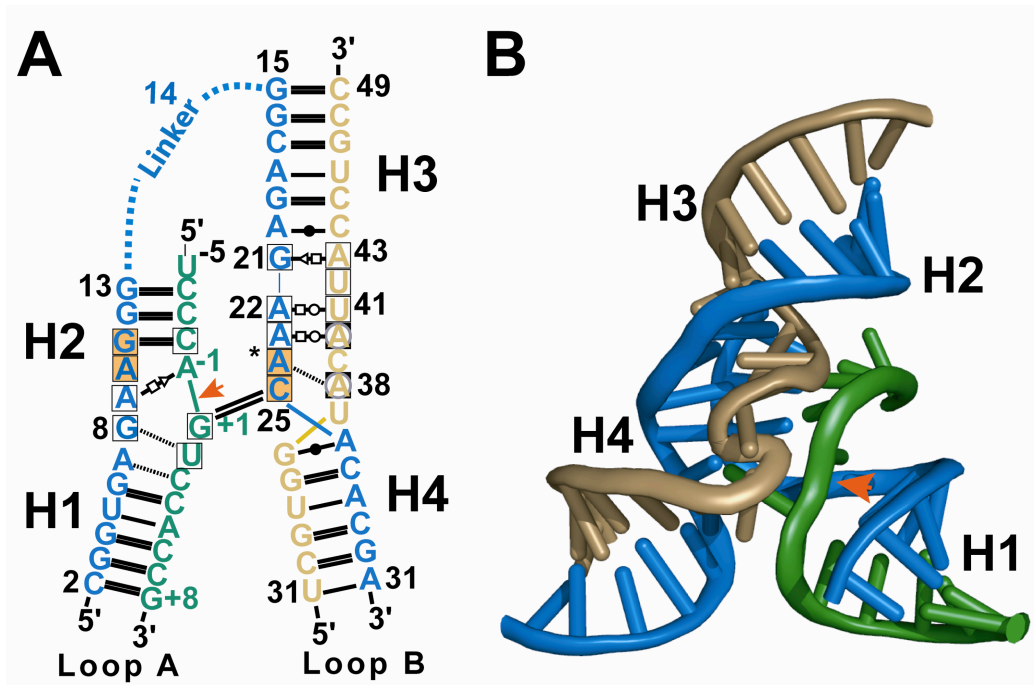 A
B
3'
15
14
G C 49
Linker
G C
C G
A U
H3
G C
A C
5'
-5
21 G A 43
U
U
13 G C
22 A U 41
G C
A A
H2
G C
* A C
A A -1
C A 38
A
25 U
8 G
G +1
G A
A U
G C
G C
U A
H4
H1
U A
G C
G C
G C
C G
2 C G +8
31 U A 31
5'
3'
5'
3'
Loop A
Loop B
H3
H2
H4
H1